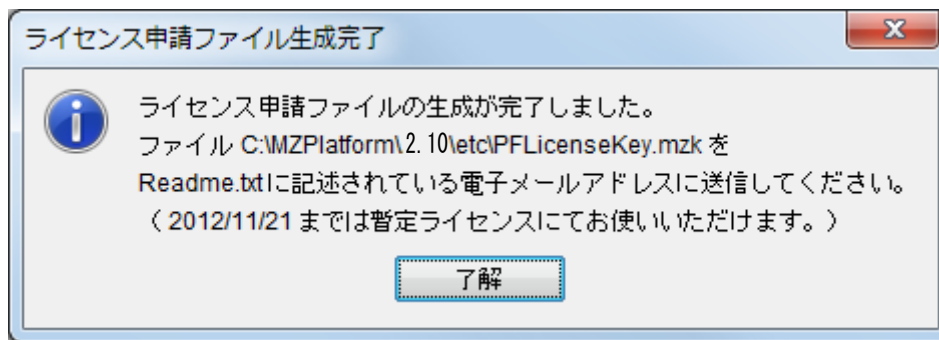 ライセンス申請ファイル生成完了
ライセンス申請ファイルの生成が完了しました。
ファイル C:\MZPlatform\2.10\etc\PFLicenseKey.mzk を
Readme.txtに記述されている電子メールアドレスに送信してください。
（ 2012/11/21 までは暫定ライセンスにてお使いいただけます。）
了解